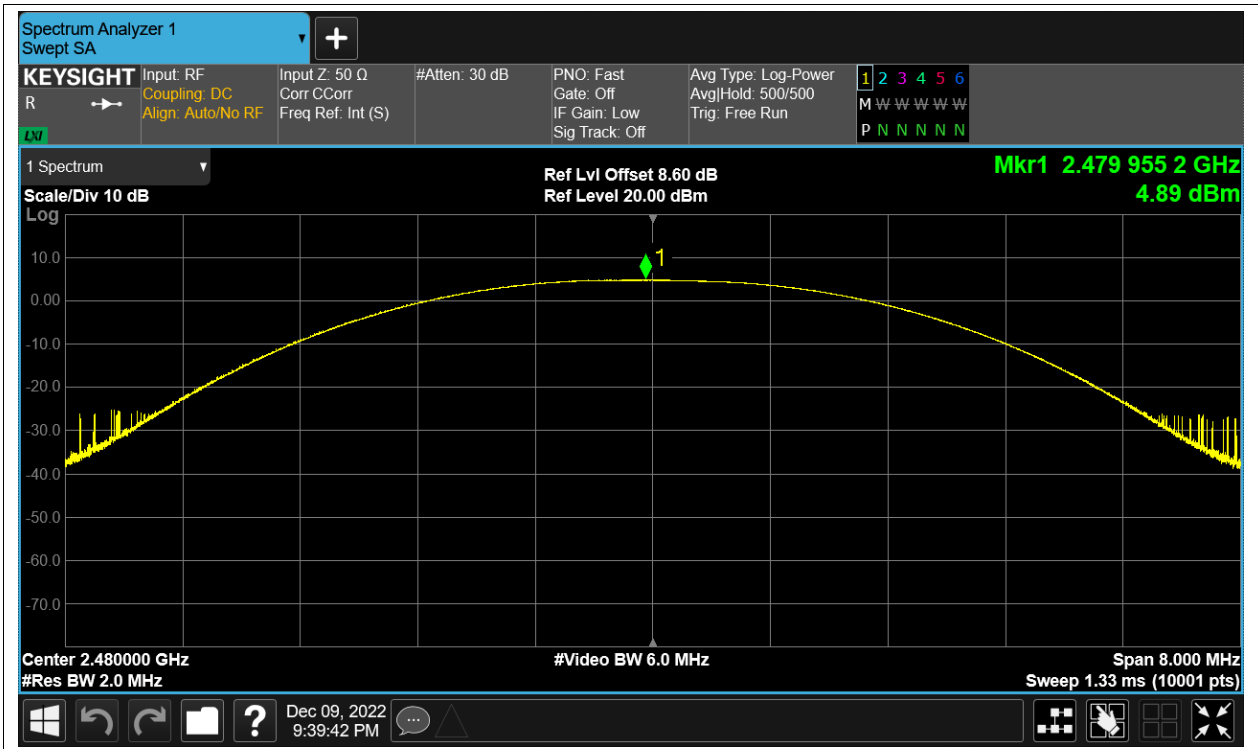 Spectrum Analyzer 1
Swept SA
KEYSIGHT
R
LXI
Input: RF
Coupling: DC
Align: Auto/No RF
Input Z: 50 Ω
Corr CCorr
Freq Ref: Int (S)
#Atten: 30 dB
PNO: Fast
Gate: Off
IF Gain: Low
Sig Track: Off
Avg Type: Log-Power
Avg|Hold: 500/500
Trig: Free Run
1 2 3 4 5 6
M W W W W W
P N N N N N
1 Spectrum
Scale/Div 10 dB
Log
Ref Lvl Offset 8.60 dB
Ref Level 20.00 dBm
Mkr1 2.479 955 2 GHz
4.89 dBm
1
10.0
0.00
-10.0
-20.0
-30.0
-40.0
-50.0
-60.0
-70.0
Center 2.480000 GHz
#Res BW 2.0 MHz
#Video BW 6.0 MHz
Span 8.000 MHz
Sweep 1.33 ms (10001 pts)
?
Dec 09, 2022
9:39:42 PM